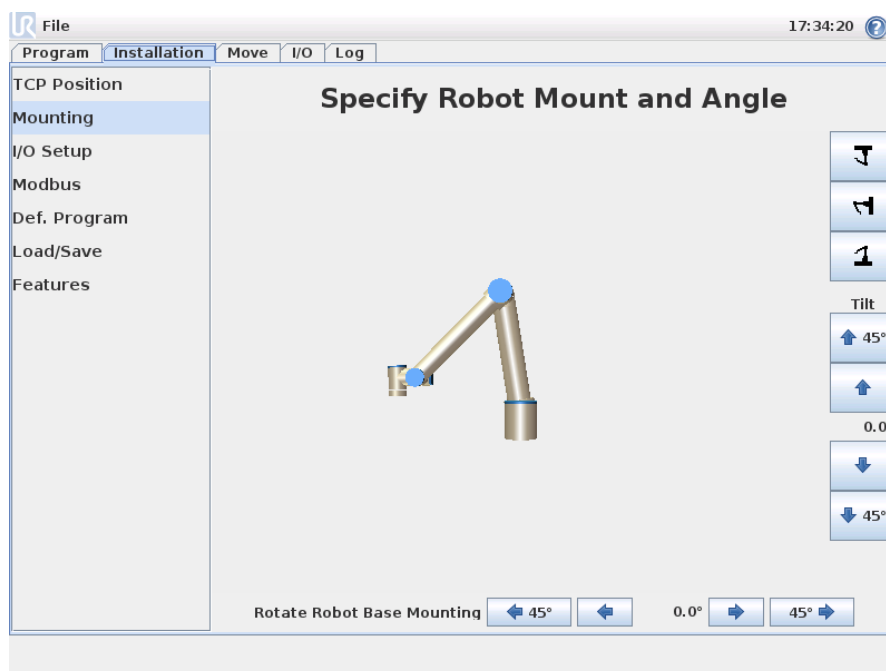 UR File 17:34:20 ?
Program Installation Move I/O Log
TCP Position
Mounting
I/O Setup
Modbus
Def. Program
Load/Save
Features
Specify Robot Mount and Angle
Tilt
45°
0.0
45°
Rotate Robot Base Mounting 45° 0.0° 45°